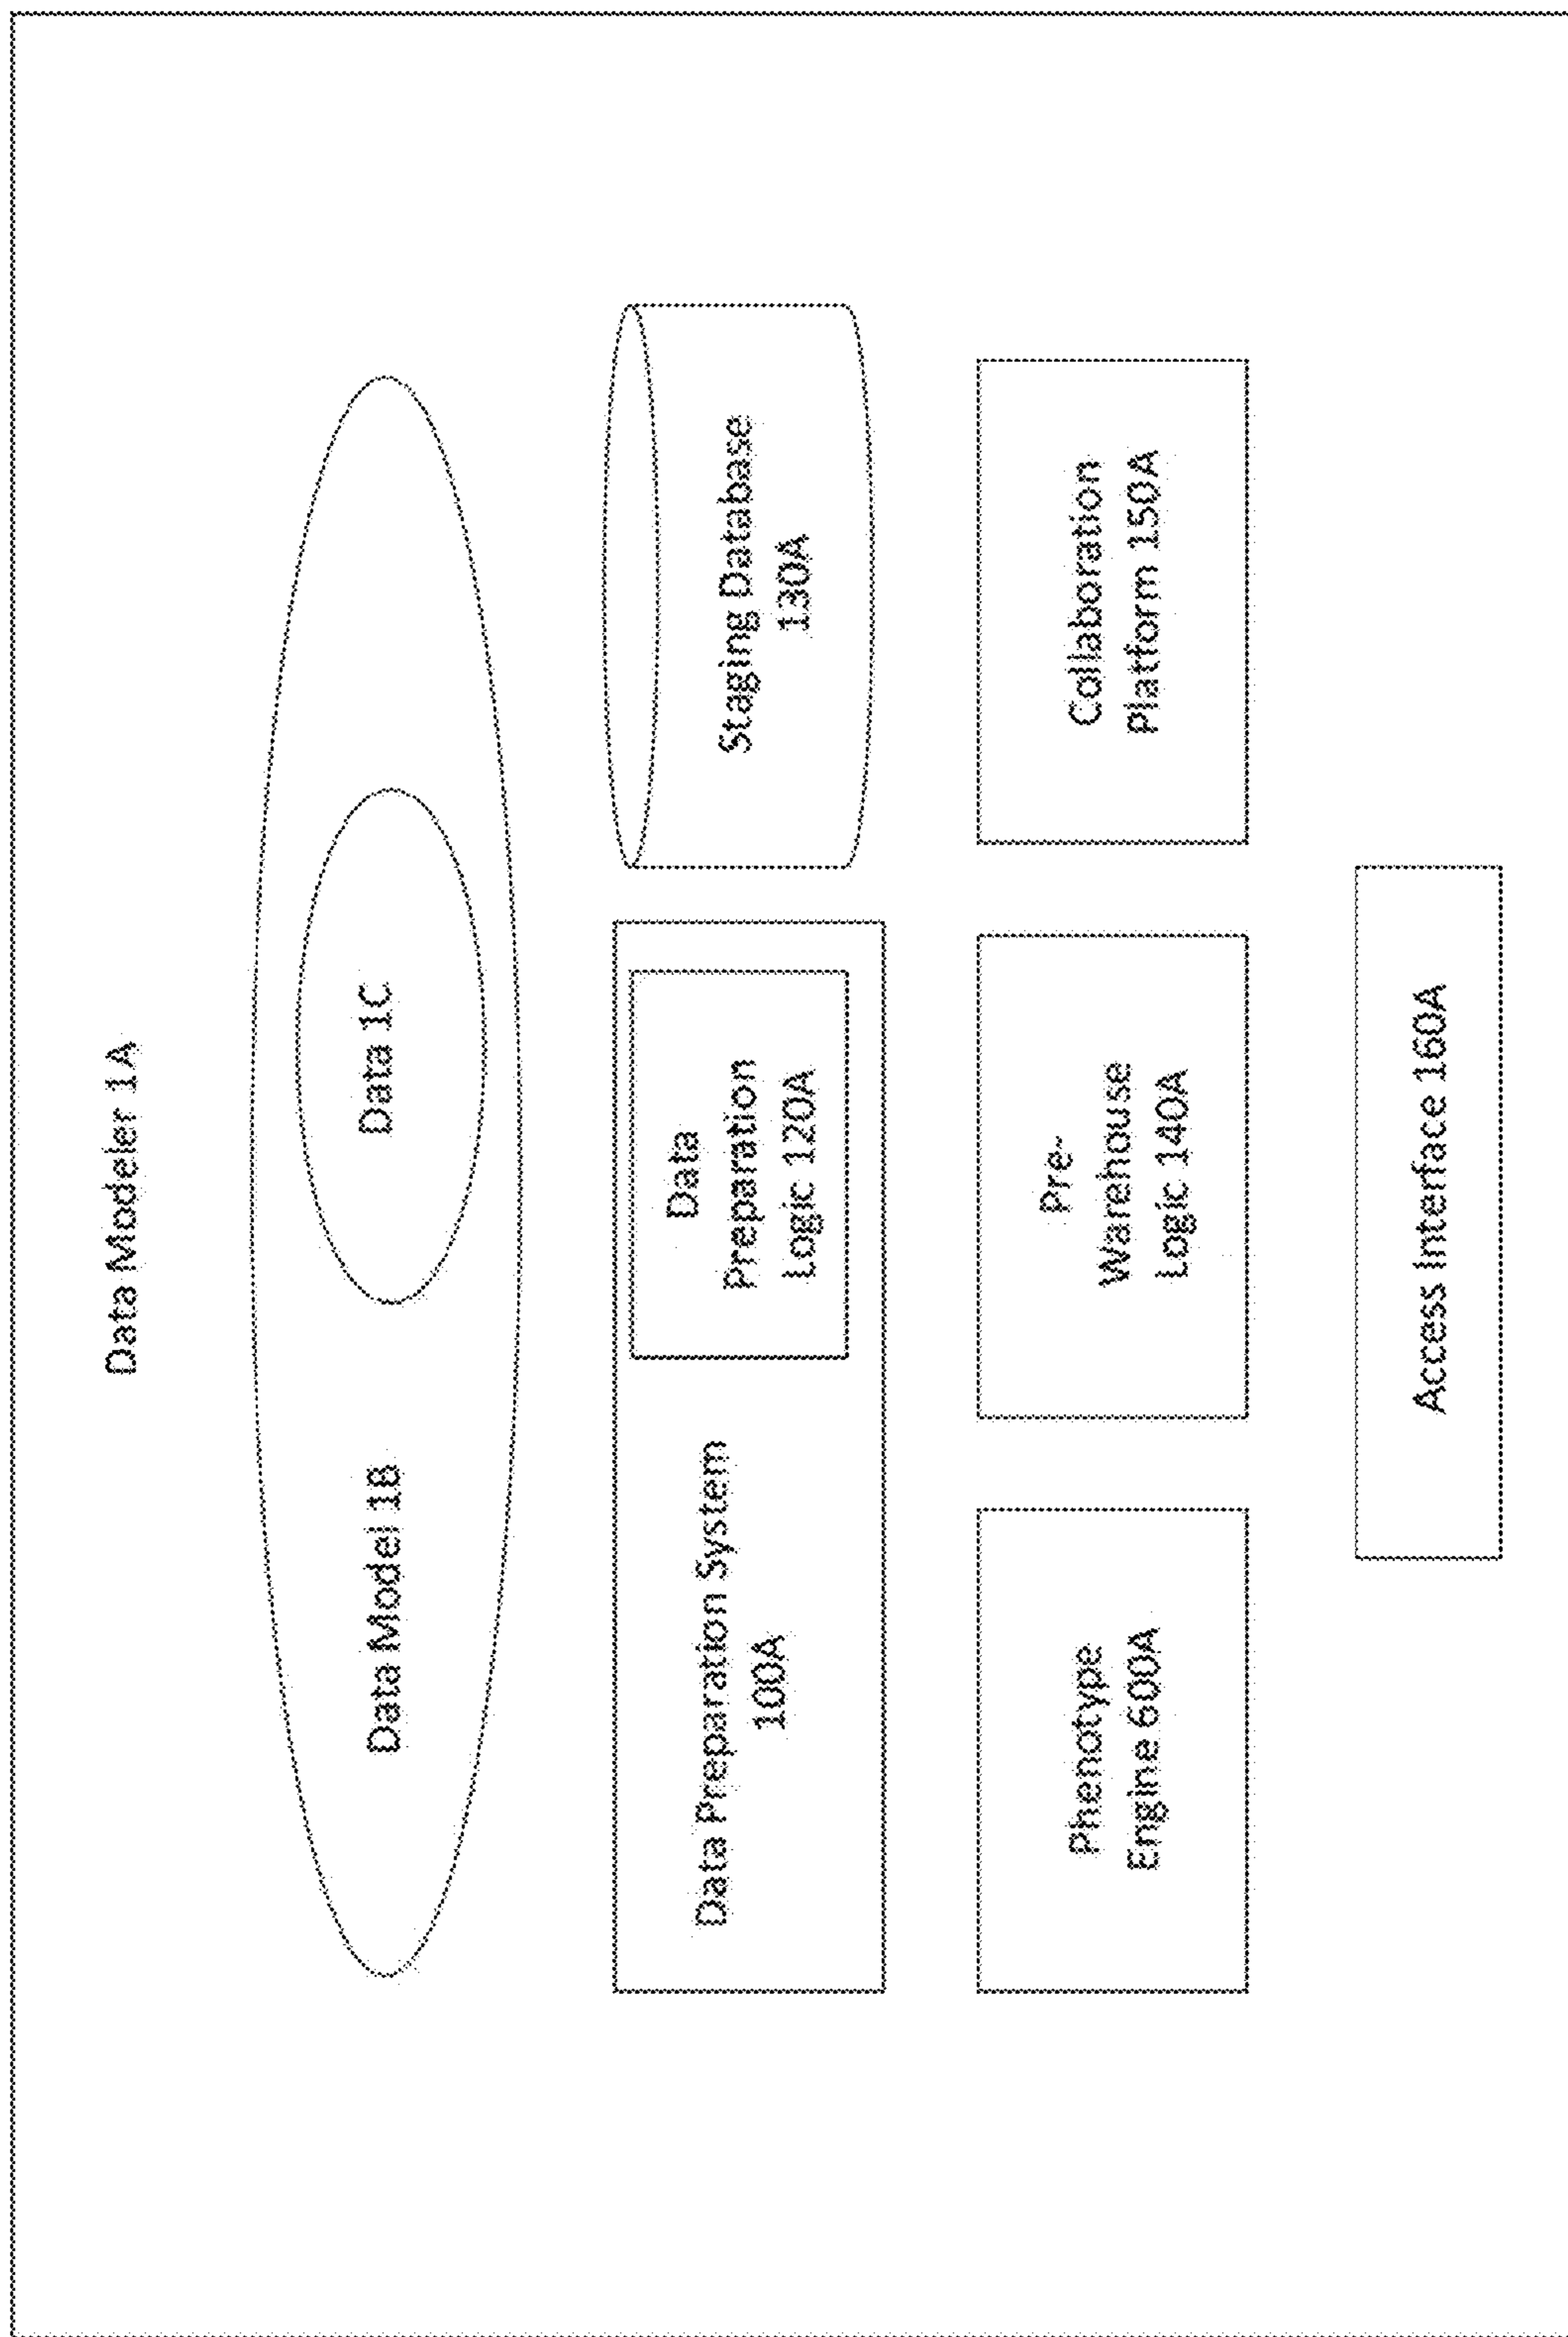 Data Modeler 1A
Data Model 1B
Data 1C
Data Preparation System
100A
Data
Preparation
Logic 120A
Staging Database
130A
Phenotype
Engine 600A
Pre-
Warehouse
Logic 140A
Collaboration
Platform 150A
Access Interface 160A